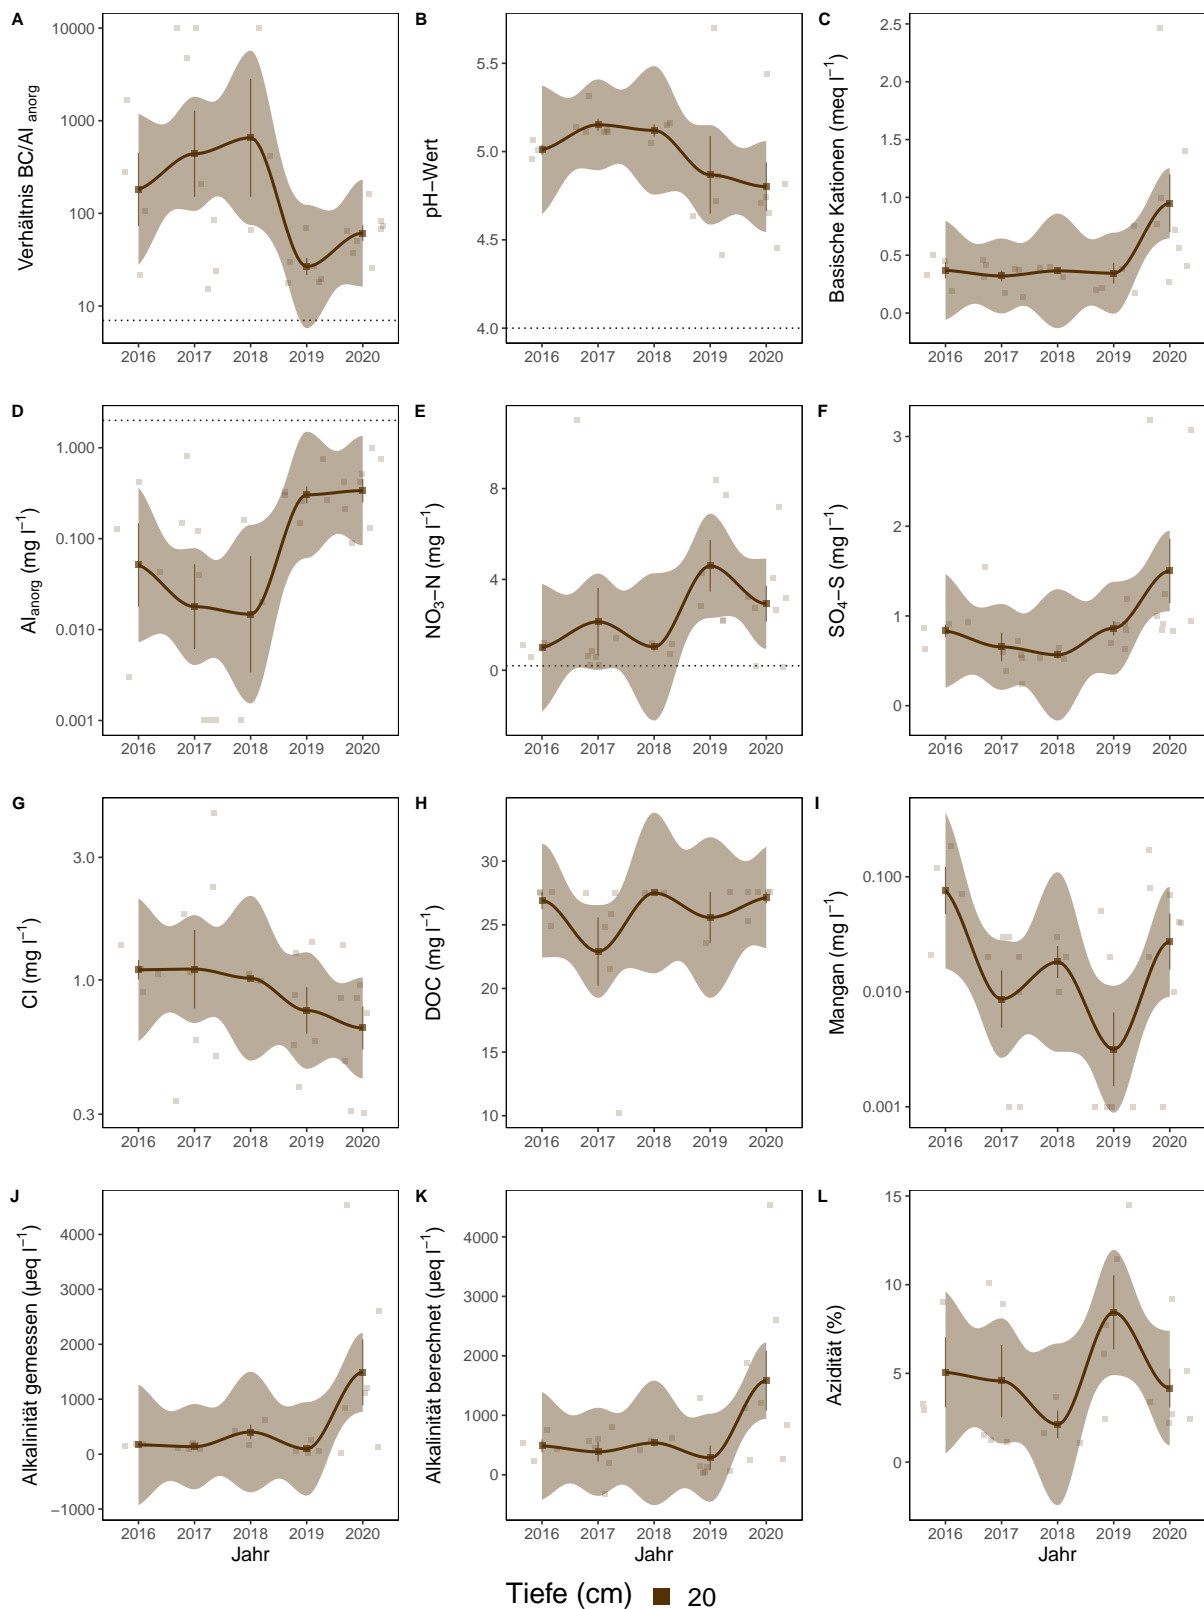 A
Verhältnis BC/Al anorg
10000
1000
100
10
2016 2017 2018 2019 2020
B
pH−Wert
5.5
5.0
4.5
4.0
2016 2017 2018 2019 2020
C
Basische Kationen (meq l⁻¹)
2.5
2.0
1.5
1.0
0.5
0.0
2016 2017 2018 2019 2020
D
Al anorg (mg l⁻¹)
1.000
0.100
0.010
0.001
2016 2017 2018 2019 2020
E
NO₃−N (mg l⁻¹)
8
4
0
2016 2017 2018 2019 2020
F
SO₄−S (mg l⁻¹)
3
2
1
0
2016 2017 2018 2019 2020
G
Cl (mg l⁻¹)
3.0
1.0
0.3
2016 2017 2018 2019 2020
H
DOC (mg l⁻¹)
30
25
20
15
10
2016 2017 2018 2019 2020
I
Mangan (mg l⁻¹)
0.100
0.010
0.001
2016 2017 2018 2019 2020
J
Alkalinität gemessen (µeq l⁻¹)
4000
3000
2000
1000
0
−1000
2016 2017 2018 2019 2020
Jahr
K
Alkalinität berechnet (µeq l⁻¹)
4000
3000
2000
1000
0
2016 2017 2018 2019 2020
L
Azidität (%)
15
10
5
0
2016 2017 2018 2019 2020
Jahr
Tiefe (cm) 20